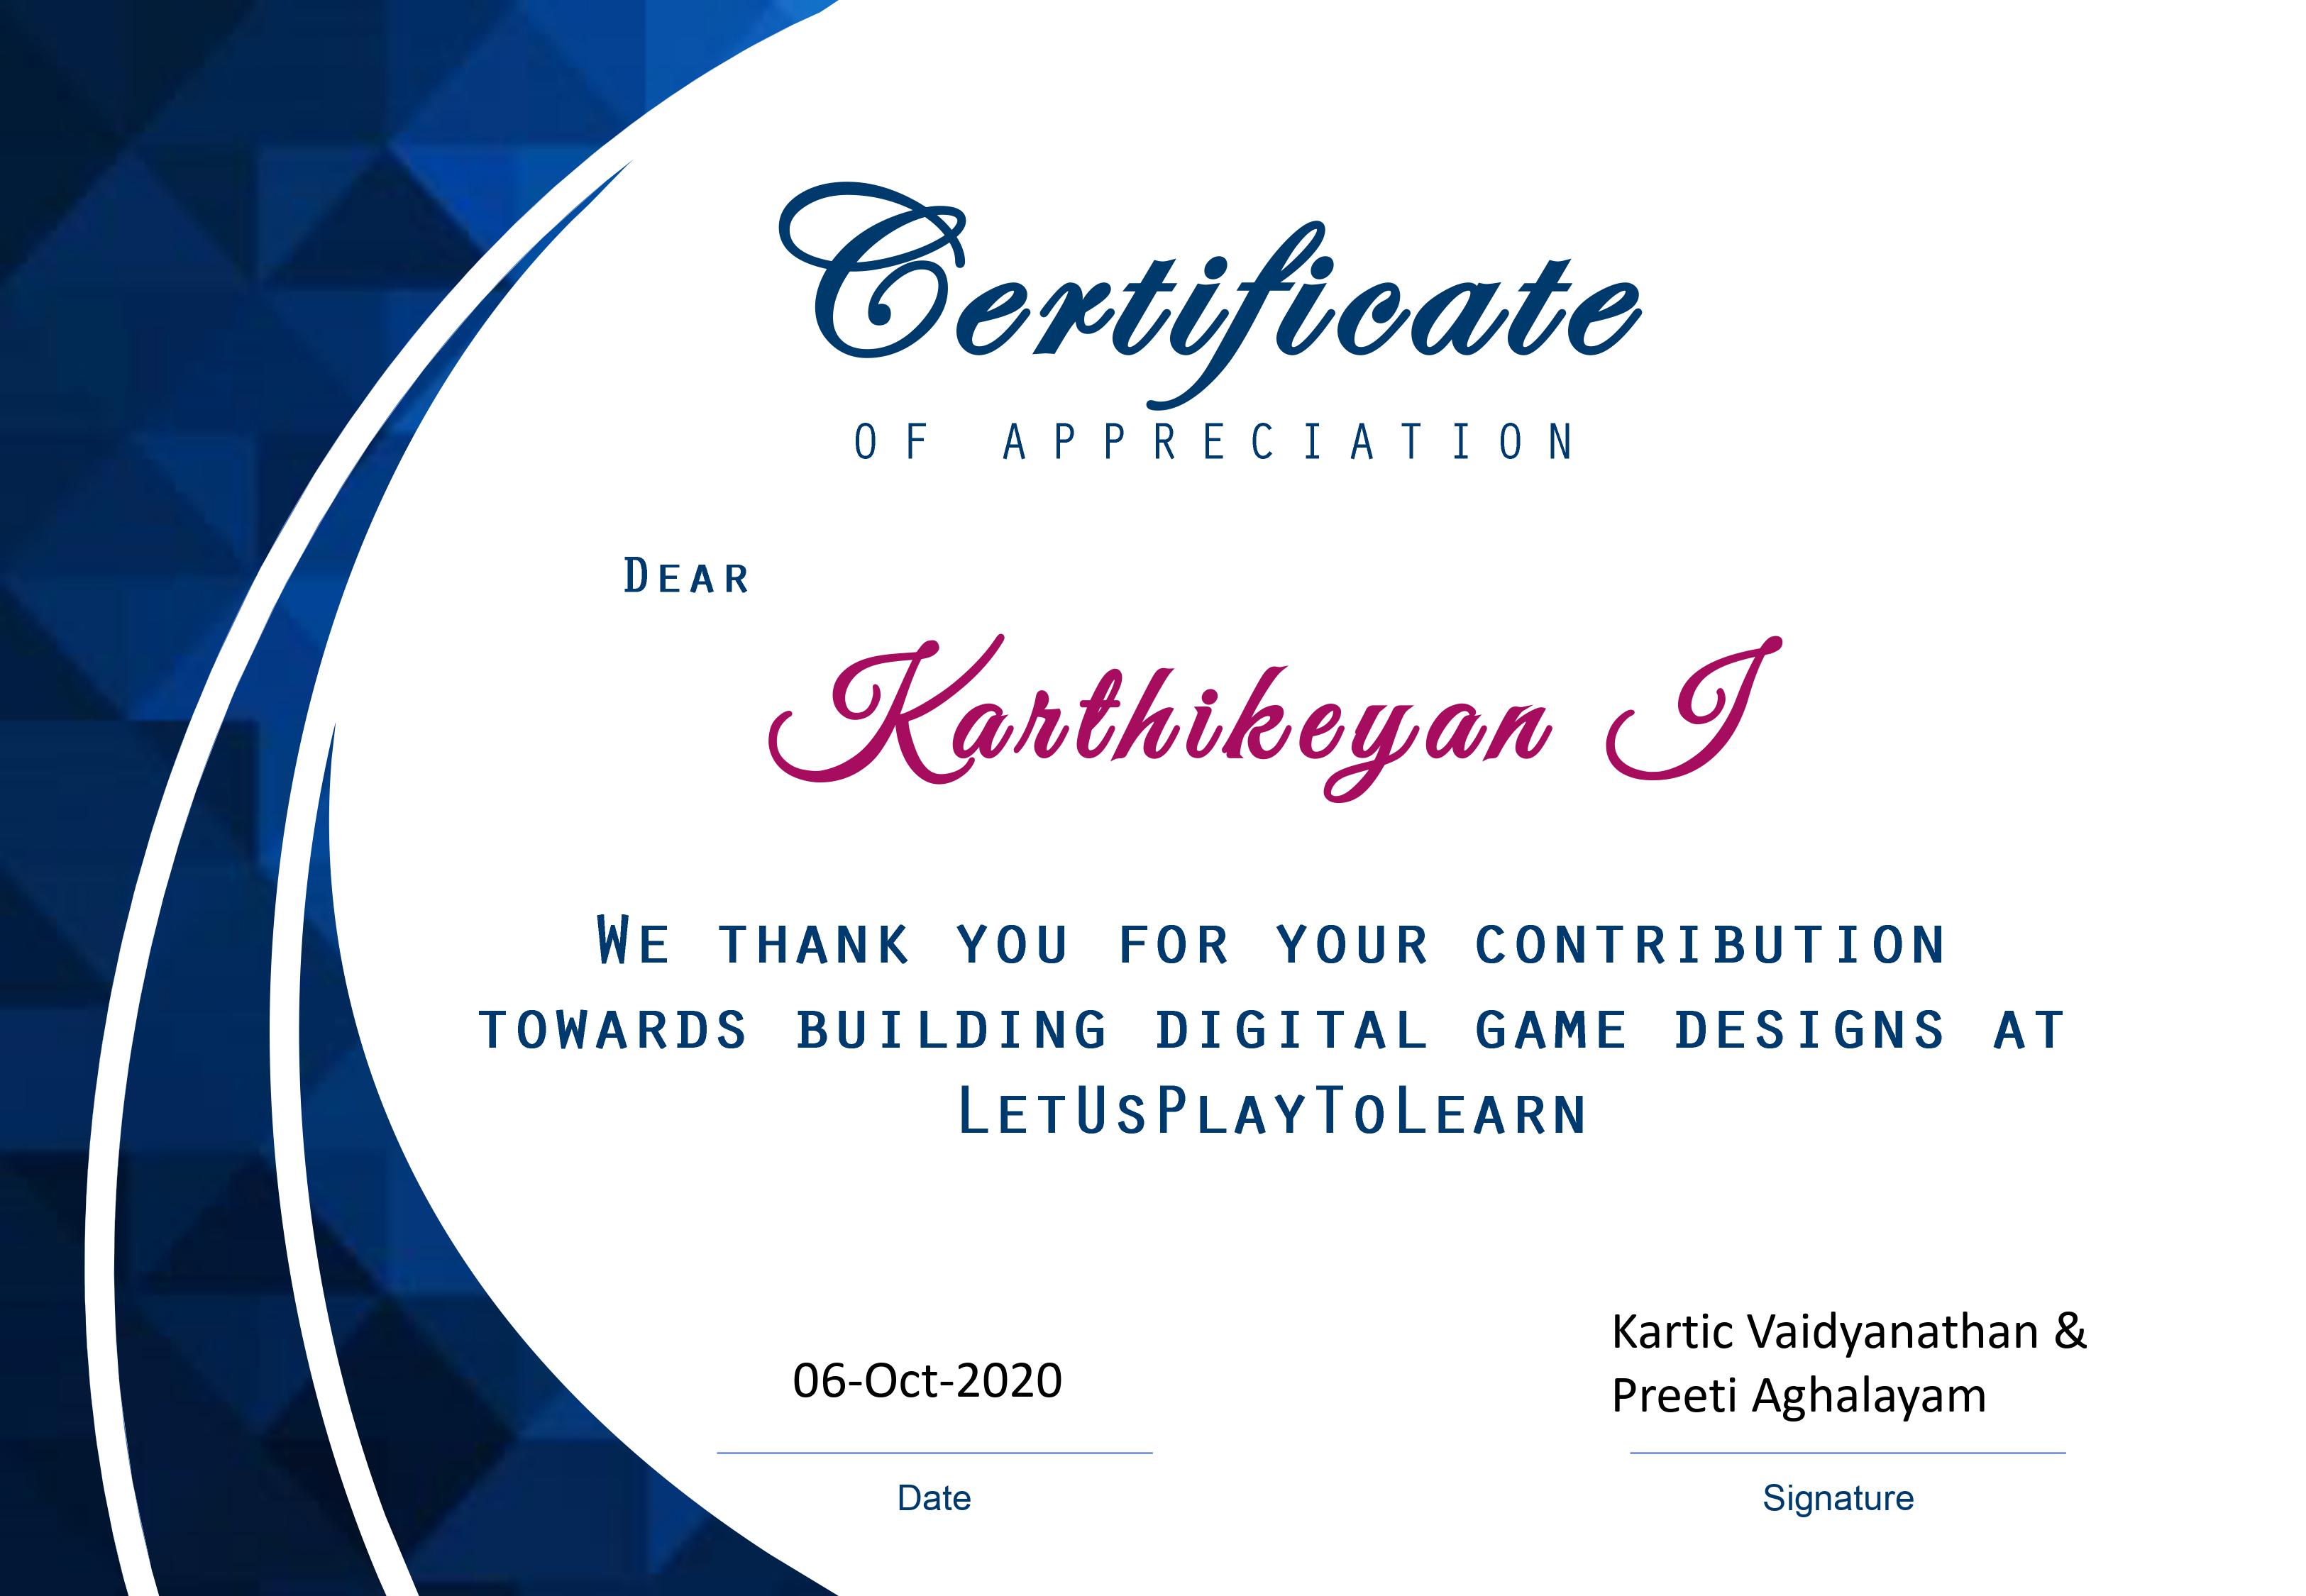 Certificate
OF APPRECIATION
Dear
Karthikeyan I
We thank you for your contribution
towards building digital game designs at
LetUsPlayToLearn
Kartic Vaidyanathan &
Preeti Aghalayam
06-Oct-2020
Date
Signature